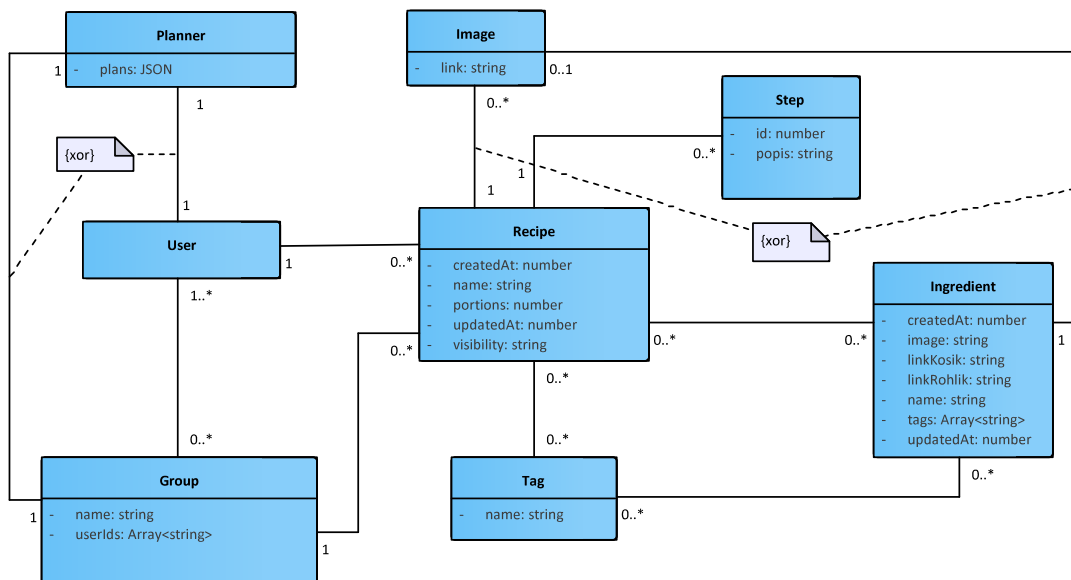 Planner
- plans: JSON
1
1
{xor}
1
User
1
1..*
0..*
Group
- name: string
- userIds: Array<string>
1
1
Image
- link: string
0..1
0..*
1
1
Step
- id: number
- popis: string
0..*
{xor}
Recipe
- createdAt: number
- name: string
- portions: number
- updatedAt: number
- visibility: string
0..*
0..*
0..*
0..*
Ingredient
- createdAt: number
- image: string
- linkKosik: string
- linkRohlik: string
- name: string
- tags: Array<string>
- updatedAt: number
0..*
1
0..*
0..*
Tag
- name: string
0..*